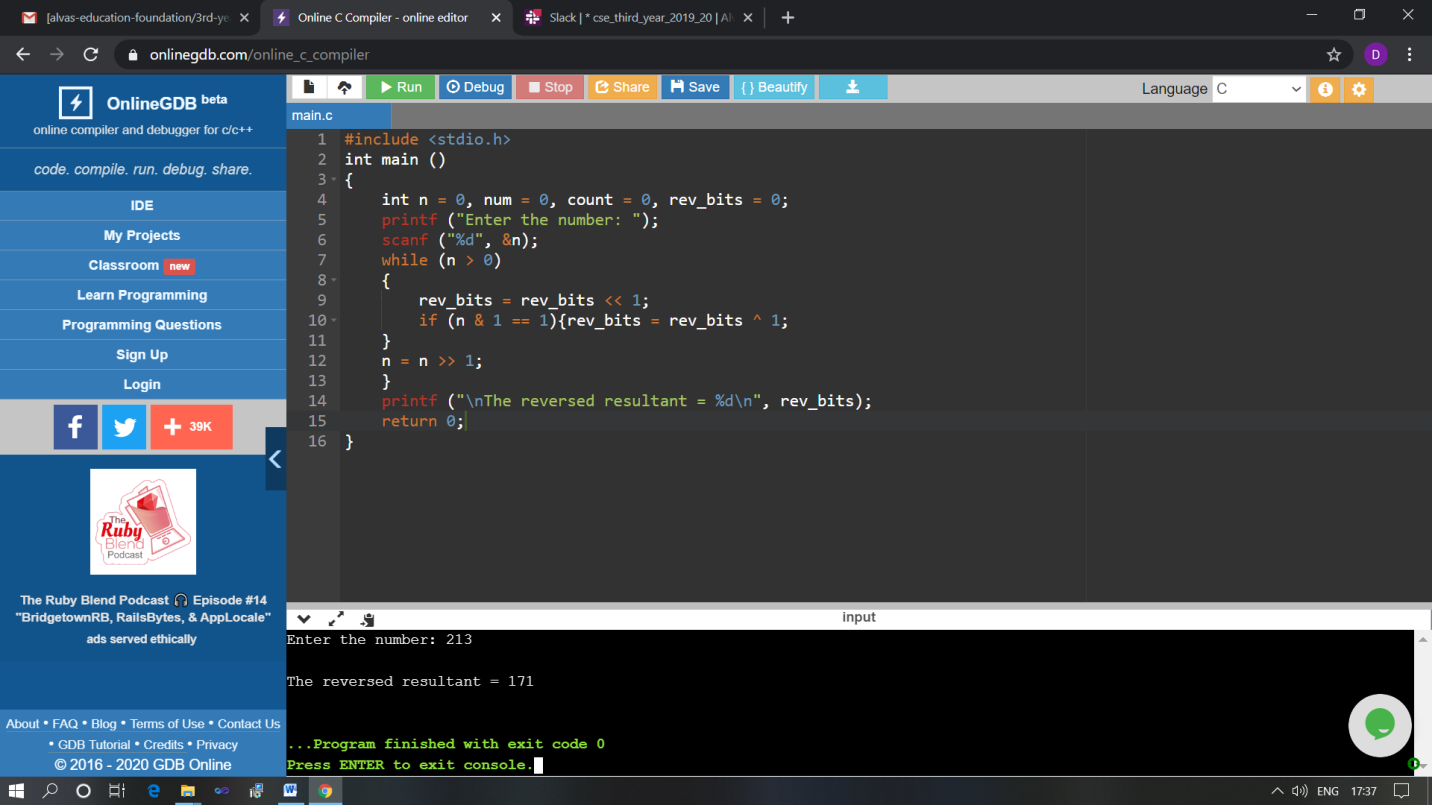 [alvas-education-foundation/3rd-ye
Online C Compiler - online editor
Slack | * cse_third_year_2019_20 | Al
onlinegdb.com/online_c_compiler
D
OnlineGDB beta
online compiler and debugger for c/c++
code. compile. run. debug. share.
IDE
My Projects
Classroom new
Learn Programming
Programming Questions
Sign Up
Login
39K
The
Ruby
Blend
Podcast
The Ruby Blend Podcast 🎧 Episode #14
"BridgetownRB, RailsBytes, & AppLocale"
ads served ethically
About • FAQ • Blog • Terms of Use • Contact Us
• GDB Tutorial • Credits • Privacy
© 2016 - 2020 GDB Online
Run Debug Stop Share Save { } Beautify
Language C
main.c
1 #include <stdio.h>
2 int main ()
3 {
4 int n = 0, num = 0, count = 0, rev_bits = 0;
5 printf ("Enter the number: ");
6 scanf ("%d", &n);
7 while (n > 0)
8 {
9 rev_bits = rev_bits << 1;
10 if (n & 1 == 1){rev_bits = rev_bits ^ 1;
11 }
12 n = n >> 1;
13 }
14 printf ("\nThe reversed resultant = %d\n", rev_bits);
15 return 0;
16 }
input
Enter the number: 213
The reversed resultant = 171
...Program finished with exit code 0
Press ENTER to exit console.
ENG 17:37